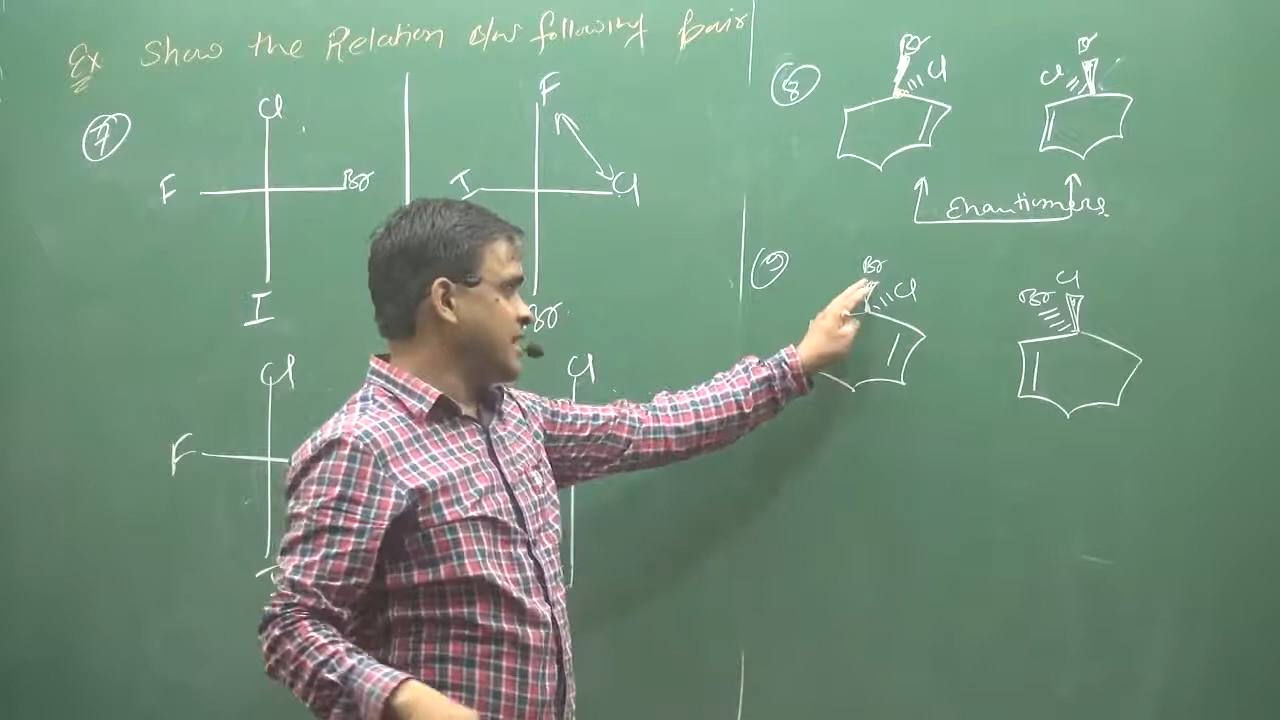 Ex Show the Relation b/w following pair
7
Cl
F Br
I
F
I Cl
Br
Cl
F
Cl
8
Br
Cl
Br
Cl
Enantiomers
9
Br
Cl
Cl
Br